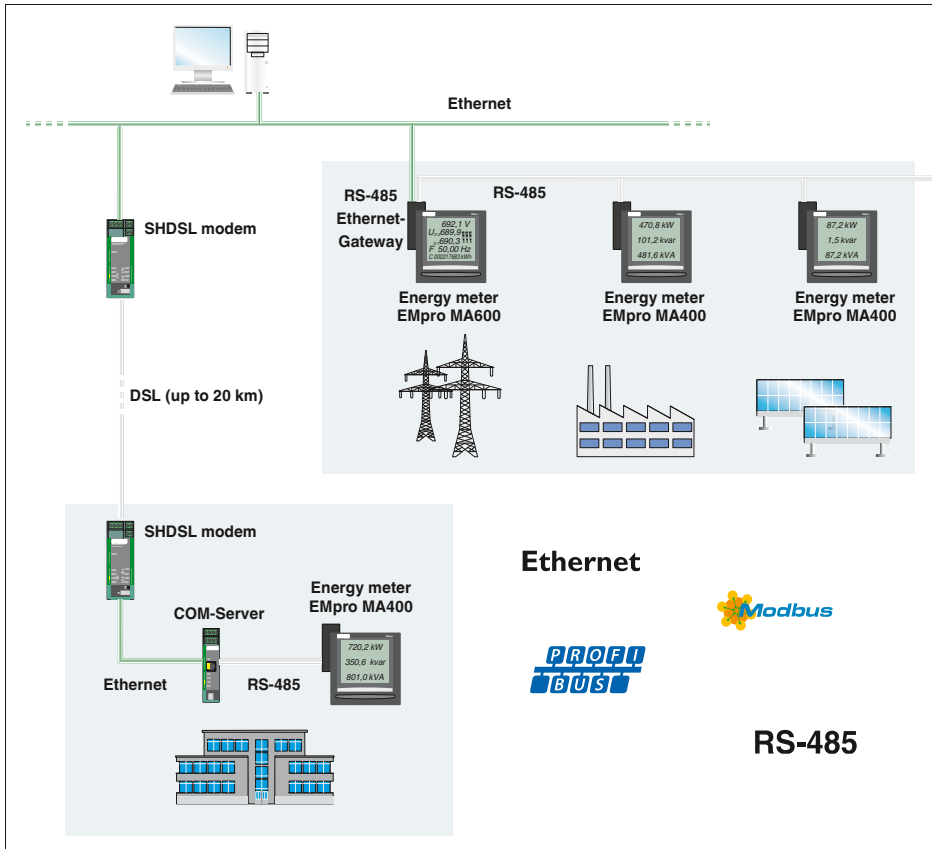 Ethernet
RS-485
Ethernet-
Gateway
RS-485
SHDSL modem
692,1 V
689,9
690,3
F 50,00 Hz
C 000217683 kWh
470,8 kW
101,2 kvar
481,6 kVA
87,2 kW
1,5 kvar
87,2 kVA
Energy meter
EMpro MA600
Energy meter
EMpro MA400
Energy meter
EMpro MA400
DSL (up to 20 km)
SHDSL modem
COM-Server
Energy meter
EMpro MA400
720,2 kW
350,6 kvar
801,0 kVA
Ethernet
RS-485
Ethernet
Modbus
PROFI
BUS
RS-485